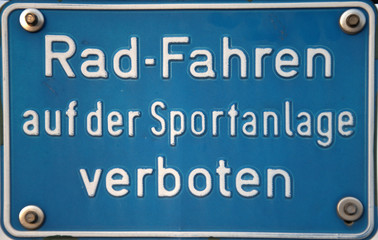 Rad-Fahren
auf der Sportanlage
verboten